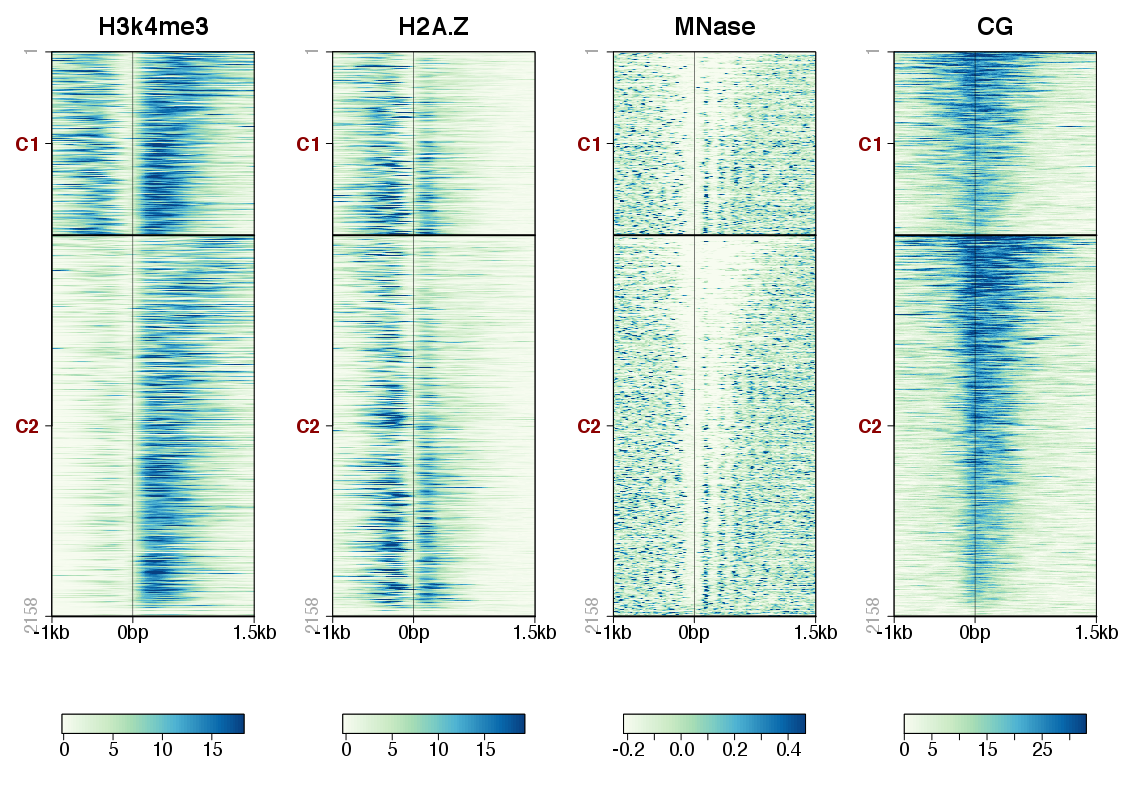 H3k4me3 H2A.Z MNase CG
1 1 1 1
C1 C1 C1 C1
C2 C2 C2 C2
2158 2158 2158 2158
-1kb 0bp 1.5kb -1kb 0bp 1.5kb -1kb 0bp 1.5kb -1kb 0bp 1.5kb
0 5 10 15 0 5 10 15 -0.2 0.0 0.2 0.4 0 5 15 25